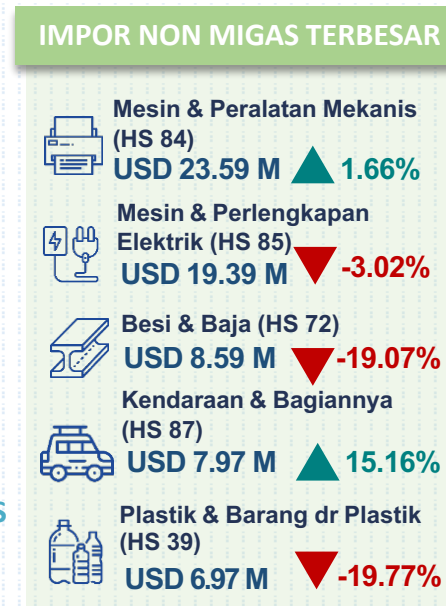 IMPOR NON MIGAS TERBESAR
Mesin & Peralatan Mekanis
(HS 84)
USD 23.59 M 1.66%
Mesin & Perlengkapan
Elektrik (HS 85)
USD 19.39 M -3.02%
Besi & Baja (HS 72)
USD 8.59 M -19.07%
Kendaraan & Bagiannya
(HS 87)
USD 7.97 M 15.16%
Plastik & Barang dr Plastik
(HS 39)
USD 6.97 M -19.77%